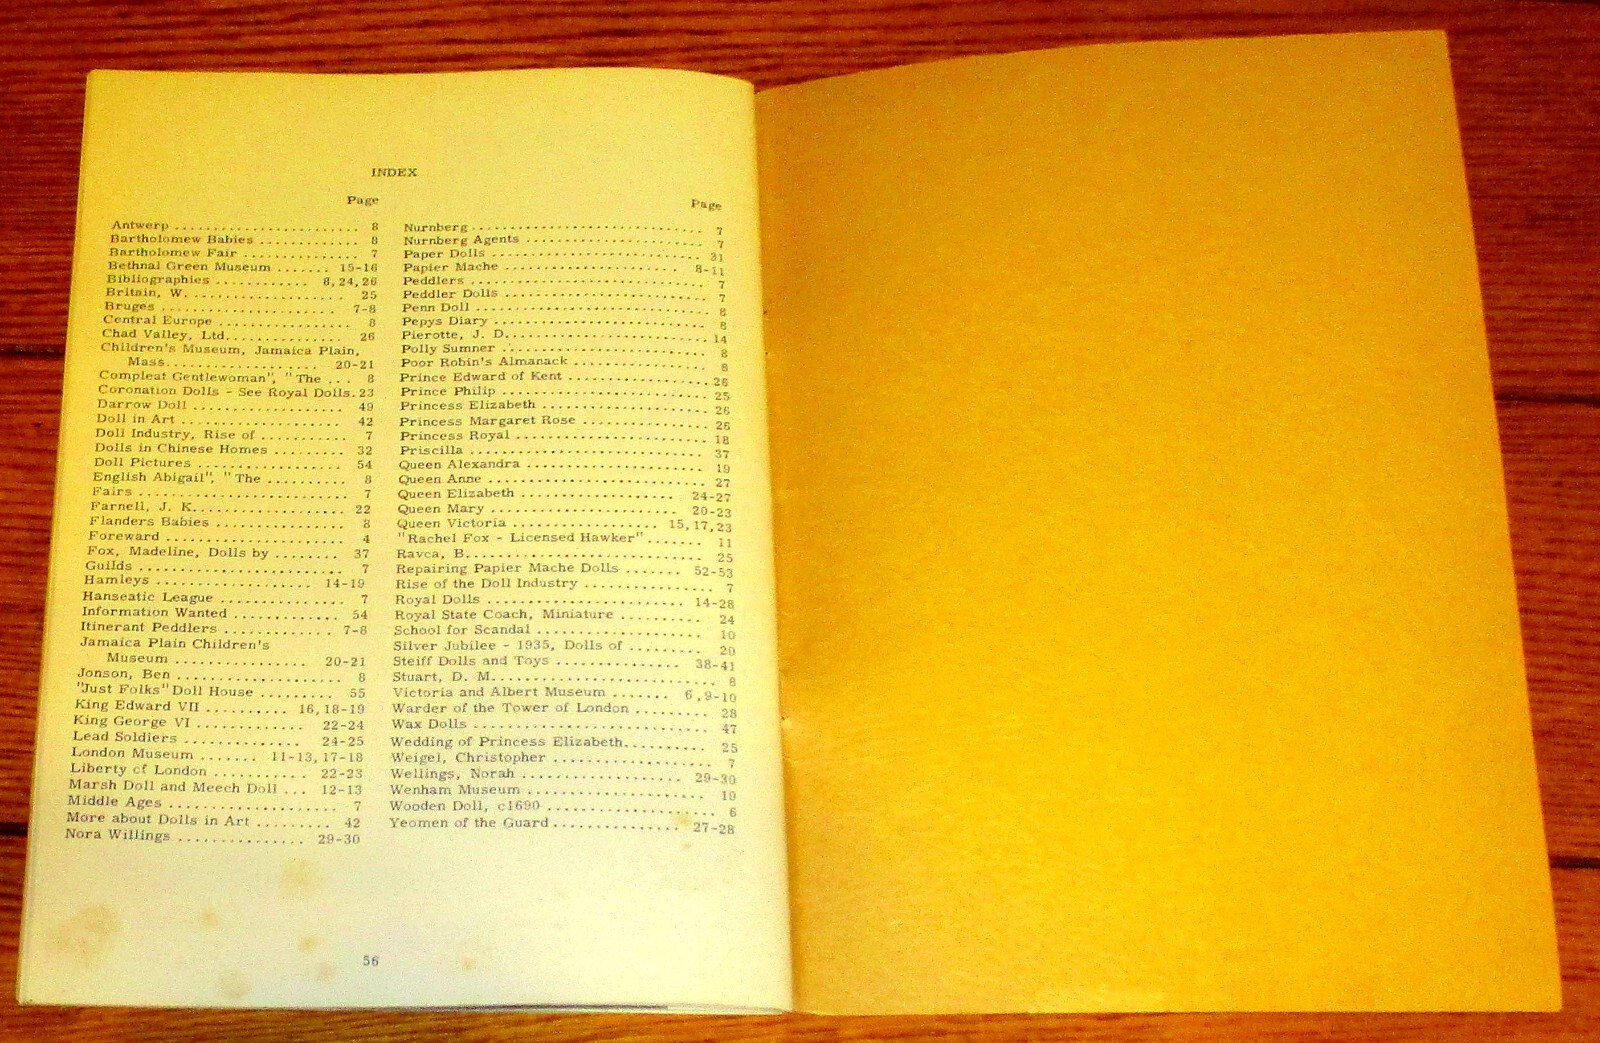 INDEX
Page
Antwerp ........................ 8
Bartholomew Babies ............. 8
Bartholomew Fair ............... 7
Bethnal Green Museum ....... 15-16
Bibliographies ............ 8,24,26
Britain, W. ..................... 25
Bruges ........................ 7-8
Central Europe ................. 8
Chad Valley, Ltd. ............... 26
Children's Museum, Jamaica Plain,
Mass. ................... 20-21
Compleat Gentlewoman", "The ... 8
Coronation Dolls - See Royal Dolls. 23
Darrow Doll .................... 49
Doll in Art .................... 42
Doll Industry, Rise of ........... 7
Dolls in Chinese Homes ......... 32
Doll Pictures .................. 54
English Abigail", "The .......... 8
Fairs .......................... 7
Farnell, J. K. ................... 22
Flanders Babies ................ 8
Foreward ....................... 4
Fox, Madeline, Dolls by ........ 37
Guilds .......................... 7
Hamleys ................... 14-19
Hanseatic League ................ 7
Information Wanted ............. 54
Itinerant Peddlers ............. 7-8
Jamaica Plain Children's
Museum ................ 20-21
Jonson, Ben .................... 8
"Just Folks" Doll House ......... 55
King Edward VII .......... 16,18-19
King George VI ............. 22-24
Lead Soldiers .............. 24-25
London Museum ....... 11-13,17-18
Liberty of London ........... 22-23
Marsh Doll and Meech Doll ... 12-13
Middle Ages .................... 7
More about Dolls in Art ......... 42
Nora Willings ............... 29-30
Page
Nurnberg ........................ 7
Nurnberg Agents ................. 7
Paper Dolls .................... 31
Papier Mache ................. 8-11
Peddlers ........................ 7
Peddler Dolls ................... 7
Penn Doll ....................... 8
Pepys Diary ..................... 8
Pierotte, J. D. ................. 14
Polly Sumner .................... 8
Poor Robin's Almanack ........... 8
Prince Edward of Kent .......... 26
Prince Philip .................. 25
Princess Elizabeth ............. 26
Princess Margaret Rose ......... 26
Princess Royal ................. 18
Priscilla ...................... 37
Queen Alexandra ................ 19
Queen Anne ..................... 27
Queen Elizabeth ............. 24-27
Queen Mary .................. 20-23
Queen Victoria ............ 15,17,23
"Rachel Fox - Licensed Hawker" ....... 11
Ravca, B. ...................... 25
Repairing Papier Mache Dolls ....... 52-53
Rise of the Doll Industry ........ 7
Royal Dolls ................. 14-28
Royal State Coach, Miniature .......... 24
School for Scandal .............. 10
Silver Jubilee - 1935, Dolls of ......... 20
Steiff Dolls and Toys ........ 38-41
Stuart, D. M. ................... 8
Victoria and Albert Museum ....... 6,9-10
Warder of the Tower of London ......... 28
Wax Dolls ...................... 47
Wedding of Princess Elizabeth. ......... 25
Weigel, Christopher ............. 7
Wellings, Norah ............. 29-30
Wenham Museum .................. 19
Wooden Doll, c1690 .............. 6
Yeomen of the Guard ......... 27-28
56